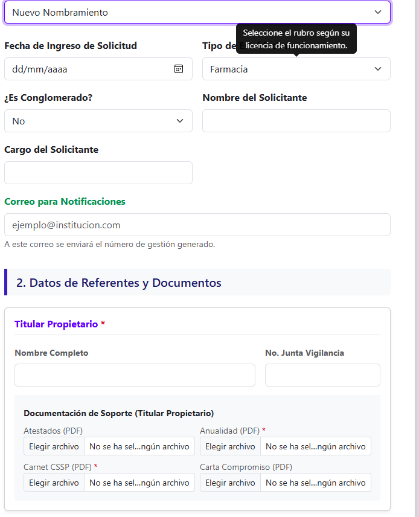 Nuevo Nombramiento
Seleccione el rubro según su
licencia de funcionamiento.
Fecha de Ingreso de Solicitud
Tipo de
dd/mm/aaaa
Farmacia
¿Es Conglomerado?
Nombre del Solicitante
No
Cargo del Solicitante
Correo para Notificaciones
ejemplo@institucion.com
A este correo se enviará el número de gestión generado.
2. Datos de Referentes y Documentos
Titular Propietario *
Nombre Completo
No. Junta Vigilancia
Documentación de Soporte (Titular Propietario)
Atestados (PDF)
Anualidad (PDF) *
Elegir archivo No se ha sel...ngún archivo
Elegir archivo No se ha sel...ngún archivo
Carnet CSSP (PDF) *
Carta Compromiso (PDF)
Elegir archivo No se ha sel...ngún archivo
Elegir archivo No se ha sel...ngún archivo